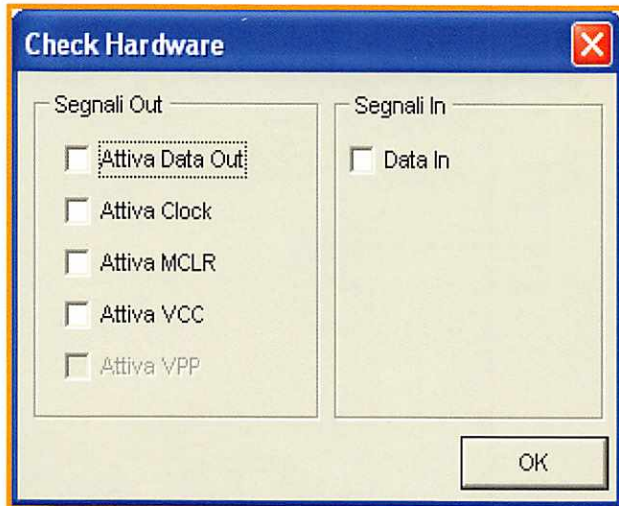 Check Hardware
Segnali Out
Attiva Data Out
Attiva Clock
Attiva MCLR
Attiva VCC
Attiva VPP
Segnali In
Data In
OK